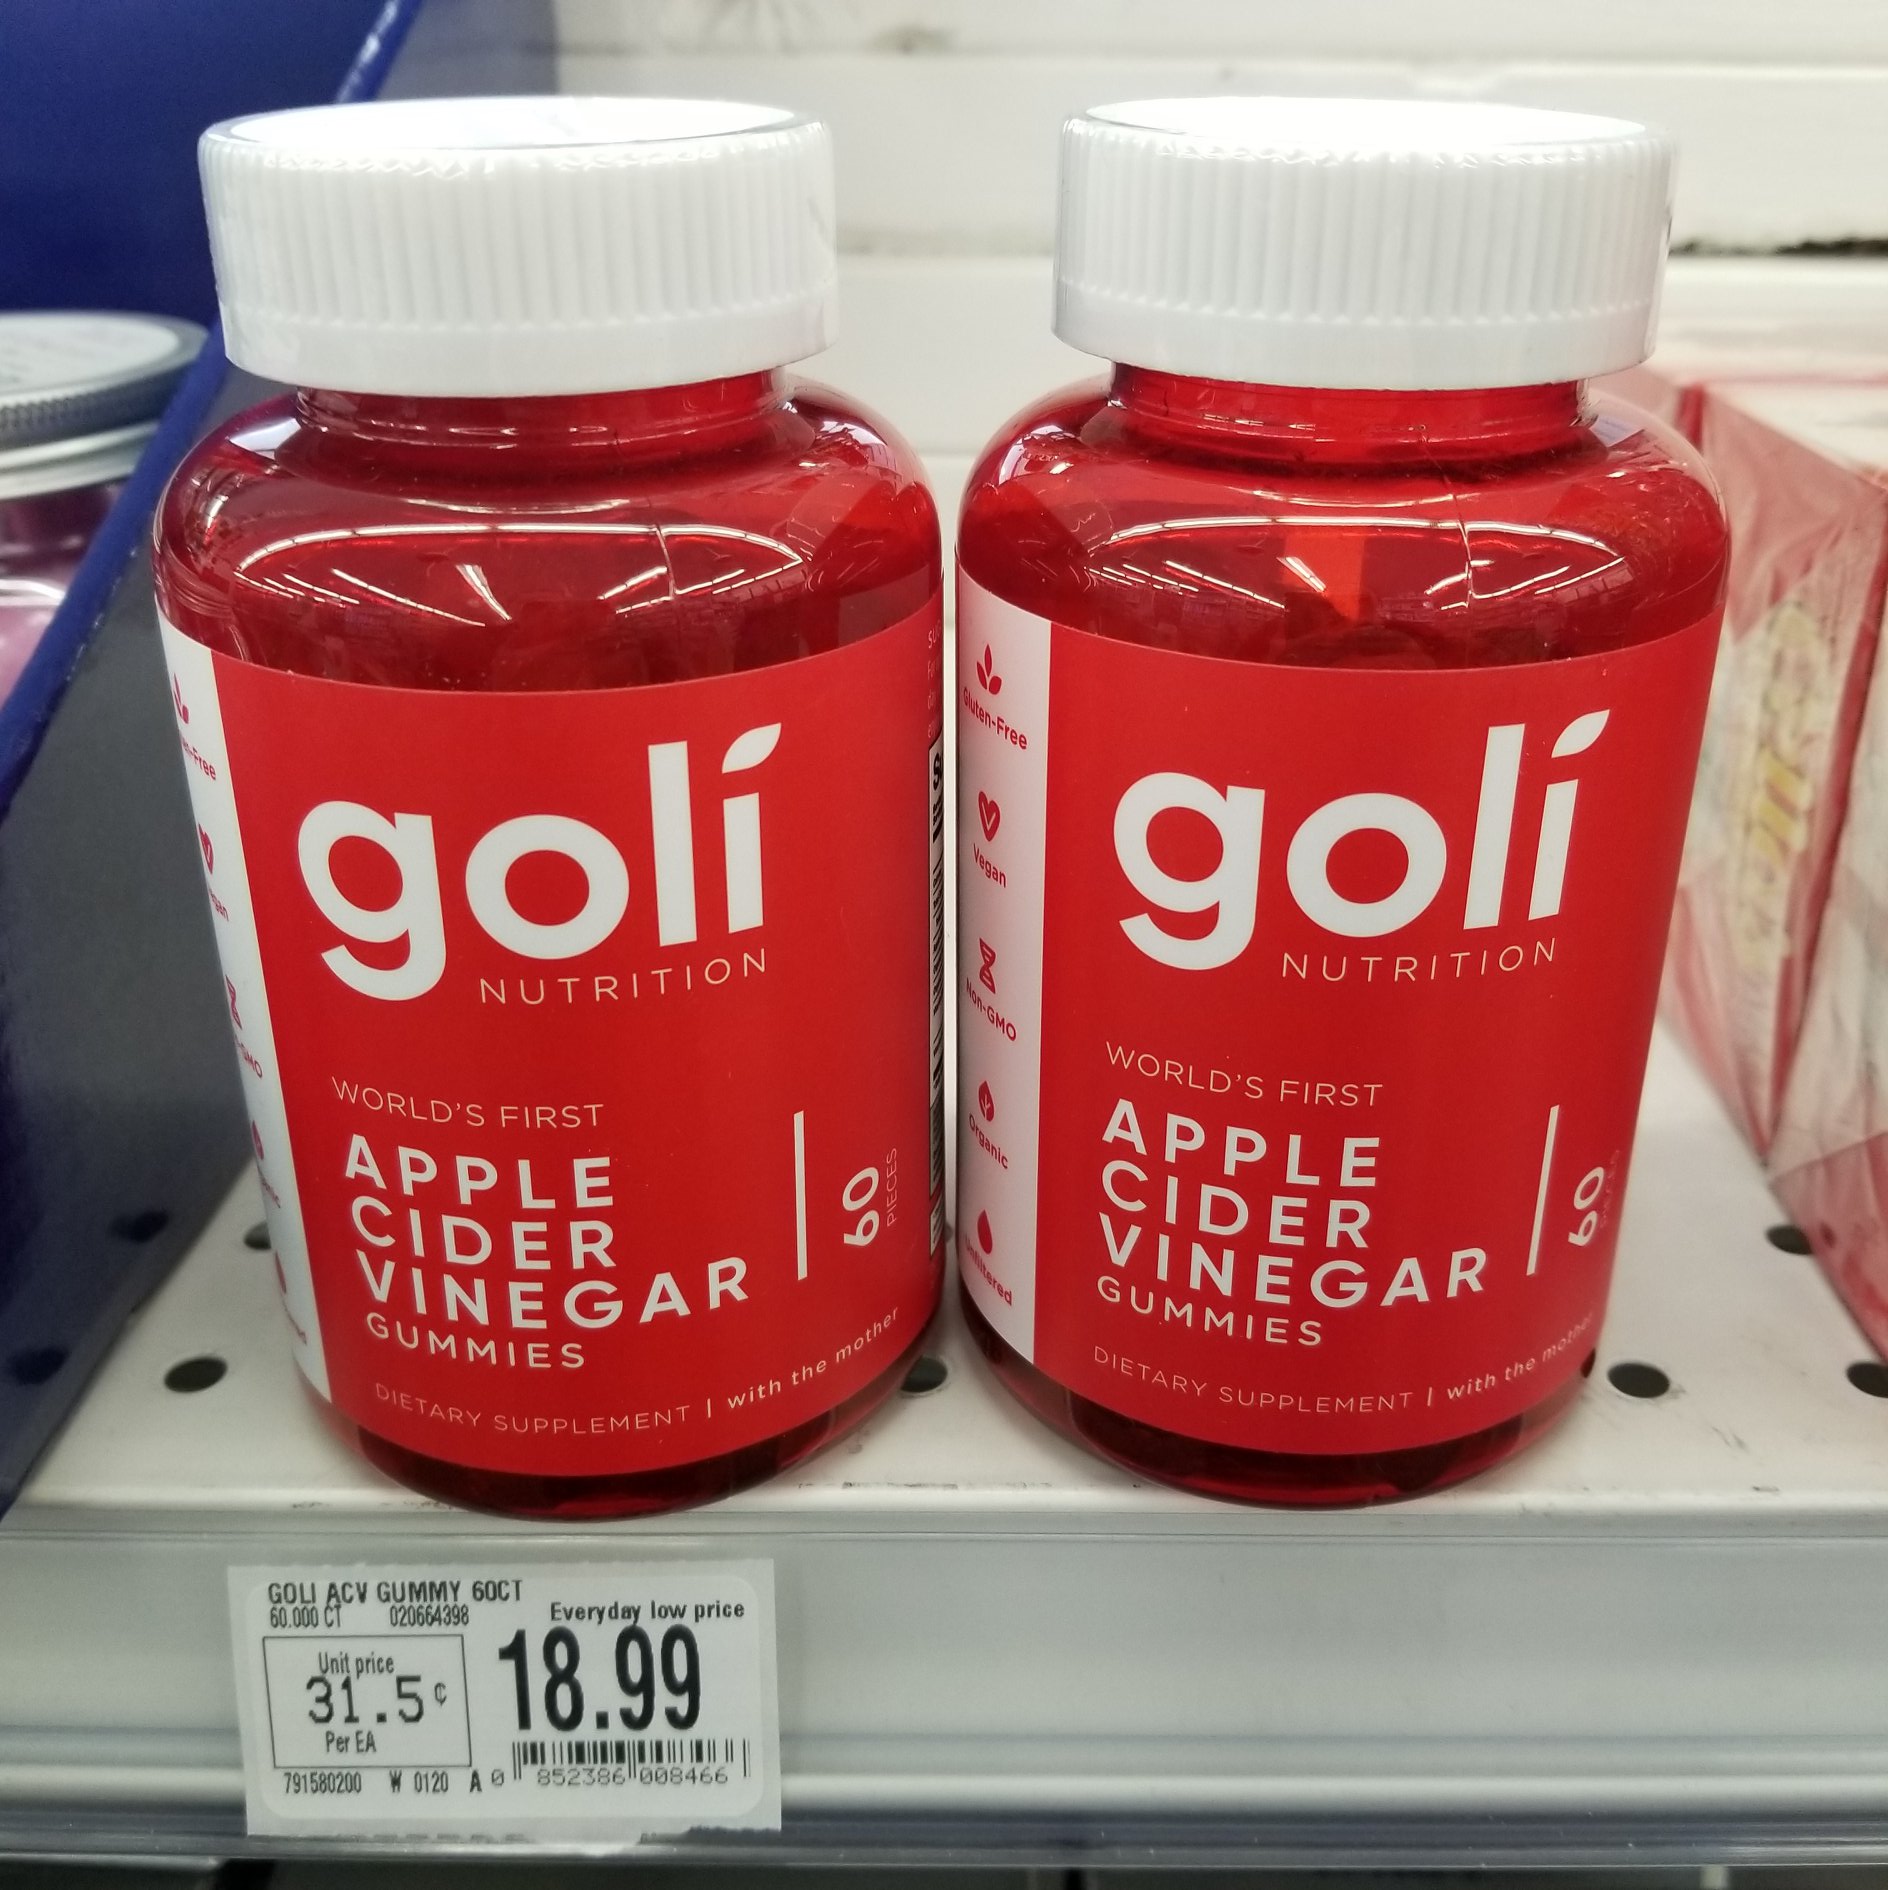 goli
NUTRITION
WORLD'S FIRST
APPLE
CIDER
VINEGAR
GUMMIES
60
PIECES
DIETARY SUPPLEMENT | with the mother
Gluten-Free
Vegan
Non-GMO
Organic
Unfiltered
goli
NUTRITION
WORLD'S FIRST
APPLE
CIDER
VINEGAR
GUMMIES
60
PIECES
DIETARY SUPPLEMENT | with the mother
GOLI ACV GUMMY 60CT
60.000 CT 020664398
Everyday low price
Unit price
31.5¢
Per EA
18.99
791580200 W 0120 A
0 852386 008466